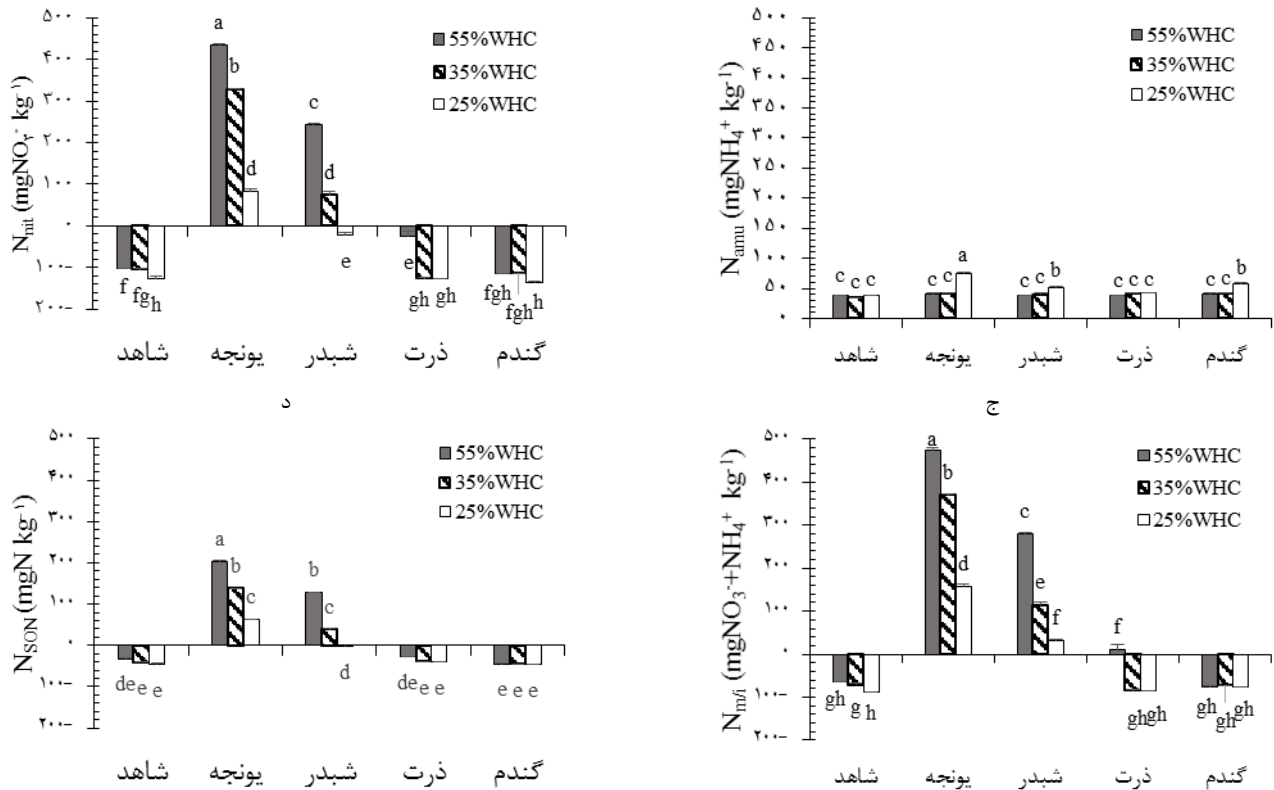 N_nit (mgNO₃⁻ kg⁻¹)
۵۰۰
۴۰۰
۳۰۰
۲۰۰
۱۰۰
۰
۱۰۰-
۲۰۰-
55%WHC
35%WHC
25%WHC
a
b
d
c
d
e
f fg h
e gh gh
fgh fgh h
شاهد یونجه شبدر ذرت گندم
د
N_amu (mgNH₄⁺ kg⁻¹)
۵۰۰
۴۵۰
۴۰۰
۳۵۰
۳۰۰
۲۵۰
۲۰۰
۱۵۰
۱۰۰
۵۰
۰
55%WHC
35%WHC
25%WHC
c c c
c c a
c c b
c c c
c c b
شاهد یونجه شبدر ذرت گندم
ج
N_SON (mgN kg⁻¹)
۵۰۰
۴۰۰
۳۰۰
۲۰۰
۱۰۰
۰
۱۰۰-
۲۰۰-
55%WHC
35%WHC
25%WHC
a b c
b c d
de e e
de e e
e e e
شاهد یونجه شبدر ذرت گندم
N_m/i (mgNO₃⁻+NH₄⁺ kg⁻¹)
۵۰۰
۴۰۰
۳۰۰
۲۰۰
۱۰۰
۰
۱۰۰-
۲۰۰-
55%WHC
35%WHC
25%WHC
a b d
c e f
f gh gh
gh g h
gh gh gh
شاهد یونجه شبدر ذرت گندم